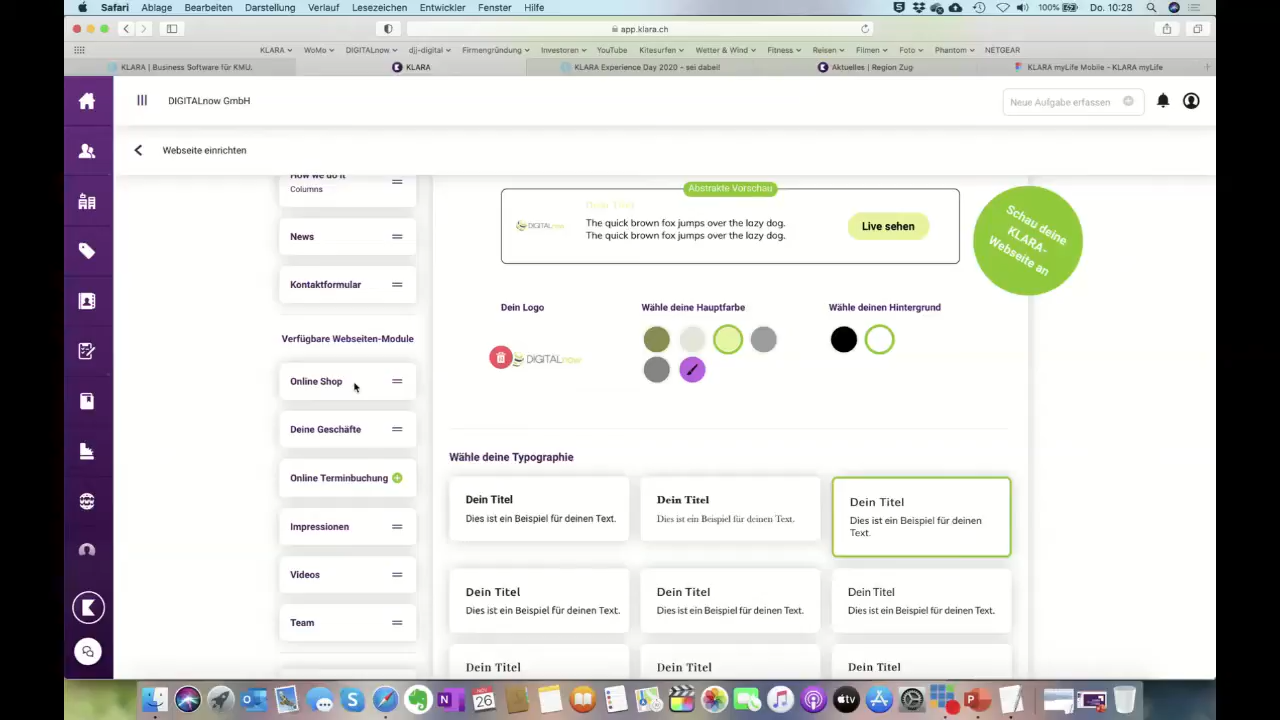 Safari Ablage Bearbeiten Darstellung Verlauf Lesezeichen Entwickler Fenster Hilfe 100% Do. 10:28
app.klara.ch
KLARA WoMo DIGITALnow djj-digital Firmengründung Investoren YouTube Kitesurfen Wetter & Wind Fitness Reisen Filmen Foto Phantom NETGEAR
KLARA | Business Software für KMU. KLARA KLARA Experience Day 2020 – sei dabei! Aktuelles | Region Zug KLARA myLife Mobile - KLARA myLife
DIGITALnow GmbH
Neue Aufgabe erfassen
Webseite einrichten
How we do it
Columns
News
Kontaktformular
Verfügbare Webseiten-Module
Online Shop
Deine Geschäfte
Online Terminbuchung
Impressionen
Videos
Team
Abstrakte Vorschau
Dein Titel
DIGITALnow
The quick brown fox jumps over the lazy dog.
The quick brown fox jumps over the lazy dog.
Live sehen
Schau deine
KLARA-
Webseite an
Dein Logo
DIGITALnow
Wähle deine Hauptfarbe
Wähle deinen Hintergrund
Wähle deine Typographie
Dein Titel
Dies ist ein Beispiel für deinen Text.
Dein Titel
Dies ist ein Beispiel für deinen Text.
Dein Titel
Dies ist ein Beispiel für deinen
Text.
Dein Titel
Dies ist ein Beispiel für deinen Text.
Dein Titel
Dies ist ein Beispiel für deinen Text.
Dein Titel
Dies ist ein Beispiel für deinen Text.
Dein Titel
Dein Titel
Dein Titel
NOV
26
tv